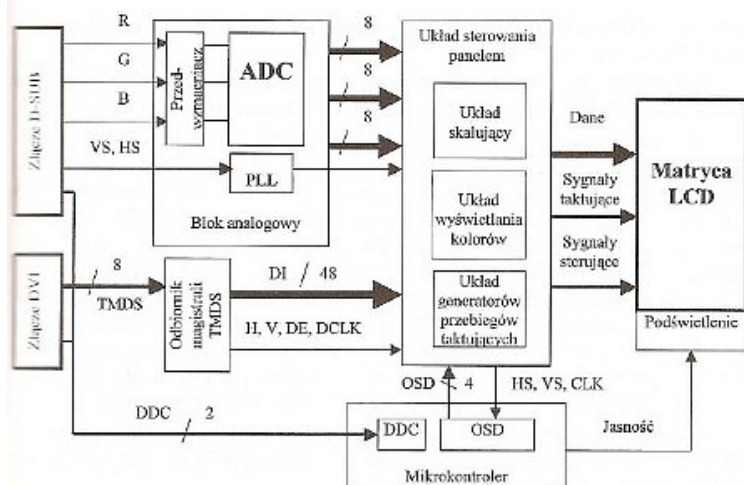 R
G
B
VS, HS
Złącze D-SUB
Przed-
wzmacniacz
ADC
PLL
Blok analogowy
8
8
8
Układ sterowania
panelem
Układ
skalujący
Układ
wyświetlania
kolorów
Układ
generatorów
przebiegów
taktujących
Dane
Sygnały
taktujące
Sygnały
sterujące
Matryca
LCD
Podświetlenie
Złącze DVI
8
TMDS
Odbiornik
magistrali
TMDS
DI
48
H, V, DE, DCLK
OSD
4
HS, VS, CLK
DDC
2
DDC
OSD
Jasność
Mikrokontroler